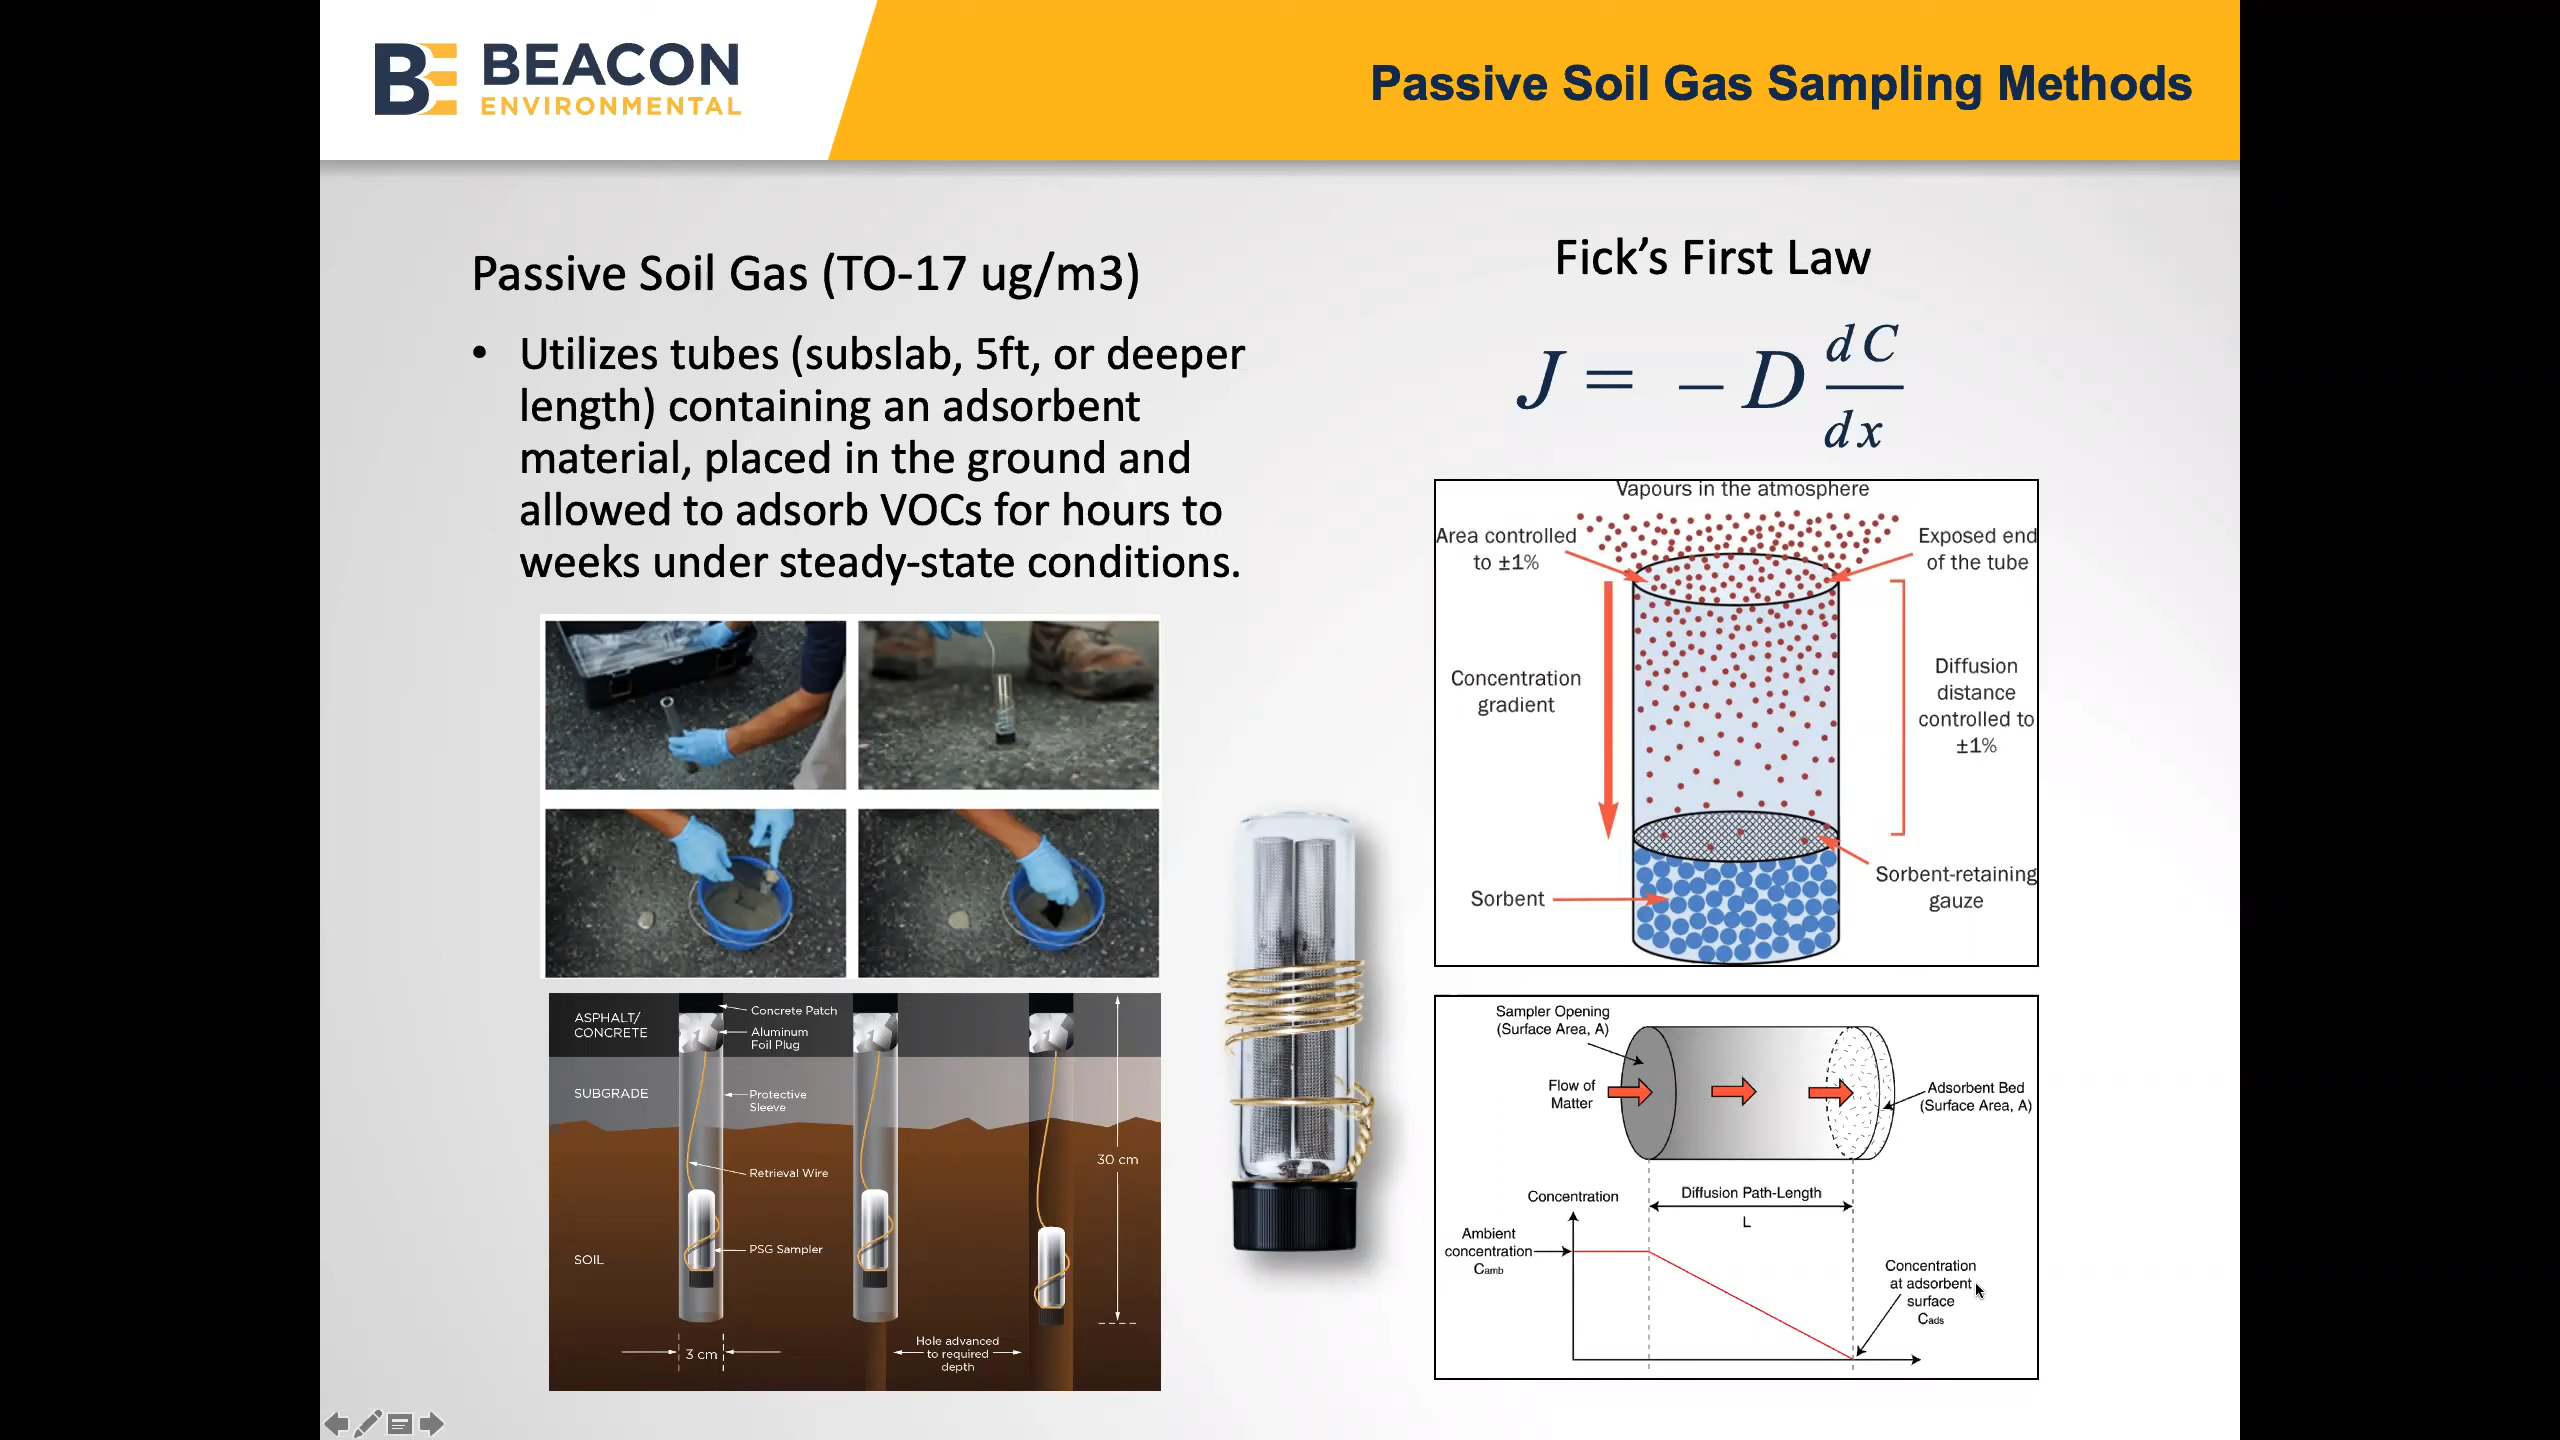 BE BEACON
ENVIRONMENTAL
Passive Soil Gas Sampling Methods
Passive Soil Gas (TO-17 ug/m3)
• Utilizes tubes (subslab, 5ft, or deeper
length) containing an adsorbent
material, placed in the ground and
allowed to adsorb VOCs for hours to
weeks under steady-state conditions.
ASPHALT/
CONCRETE
Concrete Patch
Aluminum
Foil Plug
SUBGRADE
Protective
Sleeve
30 cm
Retrieval Wire
PSG Sampler
SOIL
Hole advanced
to required
depth
3 cm
Fick’s First Law
J = − D dC
dx
Vapours in the atmosphere
Area controlled
to ±1%
Exposed end
of the tube
Concentration
gradient
Diffusion
distance
controlled to
±1%
Sorbent
Sorbent-retaining
gauze
Sampler Opening
(Surface Area, A)
Flow of
Matter
Adsorbent Bed
(Surface Area, A)
Concentration
Diffusion Path-Length
L
Ambient
concentration
Camb
Concentration
at adsorbent
surface
Cads